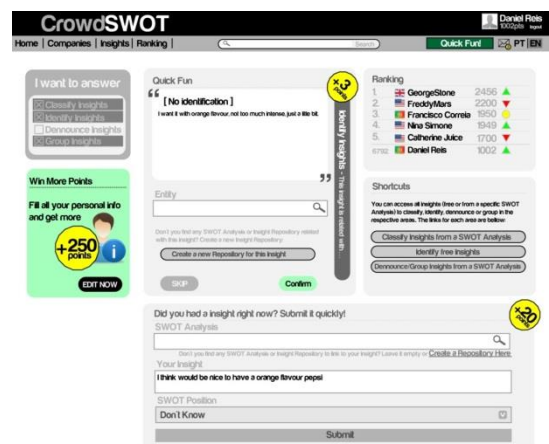 CrowdSWOT
Daniel Reis
1002pts logout
Home | Companies | Insights | Ranking |
Search
Quick Fun!
PT EN
I want to answer
Classify Insights
Identify Insights
Dennounce Insights
Group Insights
Win More Points
Fill all your personal info
and get more
+250
points
EDIT NOW
Quick Fun
[ No identification ]
I want it with orange flavour, not too much intense, just a litle bit.
+3
points
Identify Insights - This insight is related with...
Entity
Don't you find any SWOT Analysis or Insight Repository related
with this insight? Create a new Insight Repository:
Create a new Repository for this Insight
SKIP
Confirm
Ranking
1. GeorgeStone 2456
2. FreddyMars 2200
3. Francisco Correia 1950
4. Nina Simone 1949
5. Catherine Juice 1700
6792 Daniel Reis 1002
Shortcuts
You can access all insights (free or from a specific SWOT
Analysis) to classify, identify, dennounce or group in the
respective areas. The links for each area are below.
Classify Insights from a SWOT Analysis
Identify free Insights
Dennounce/Group Insights from a SWOT Analysis
Did you had a insight right now? Submit it quickly!
+20
points
SWOT Analysis
Don't you find any SWOT Analysis or Insight Repository to link to your insight? Leave it empty or Create a Repository Here
Your Insight
I think would be nice to have a orange flavour pepsi
SWOT Position
Don't Know
Submit